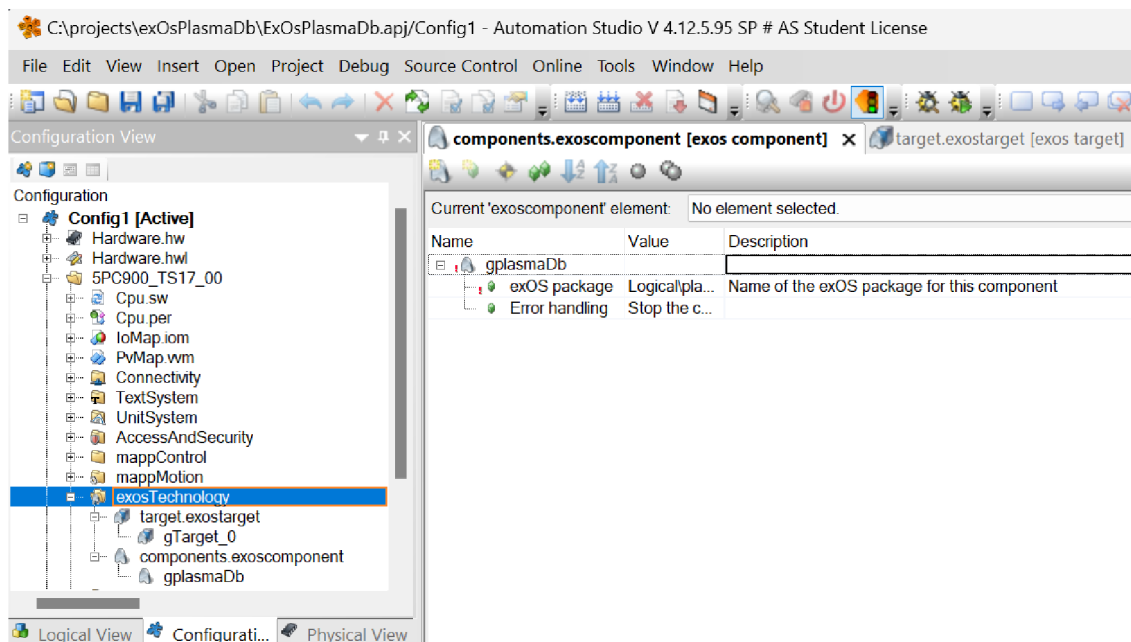 C:\projects\exOsPlasmaDb\ExOsPlasmaDb.apj/Config1 - Automation Studio V 4.12.5.95 SP # AS Student License
File Edit View Insert Open Project Debug Source Control Online Tools Window Help
Configuration View
components.exoscomponent [exos component]
target.exostarget [exos target]
Configuration
Config1 [Active]
Hardware.hw
Hardware.hwl
5PC900_TS17_00
Cpu.sw
Cpu.per
IoMap.iom
PvMap.vvm
Connectivity
TextSystem
UnitSystem
AccessAndSecurity
mappControl
mappMotion
exosTechnology
target.exostarget
gTarget_0
components.exoscomponent
gplasmaDb
Logical View Configurati... Physical View
Current 'exoscomponent' element: No element selected.
Name Value Description
gplasmaDb
exOS package Logical\pla... Name of the exOS package for this component
Error handling Stop the c...